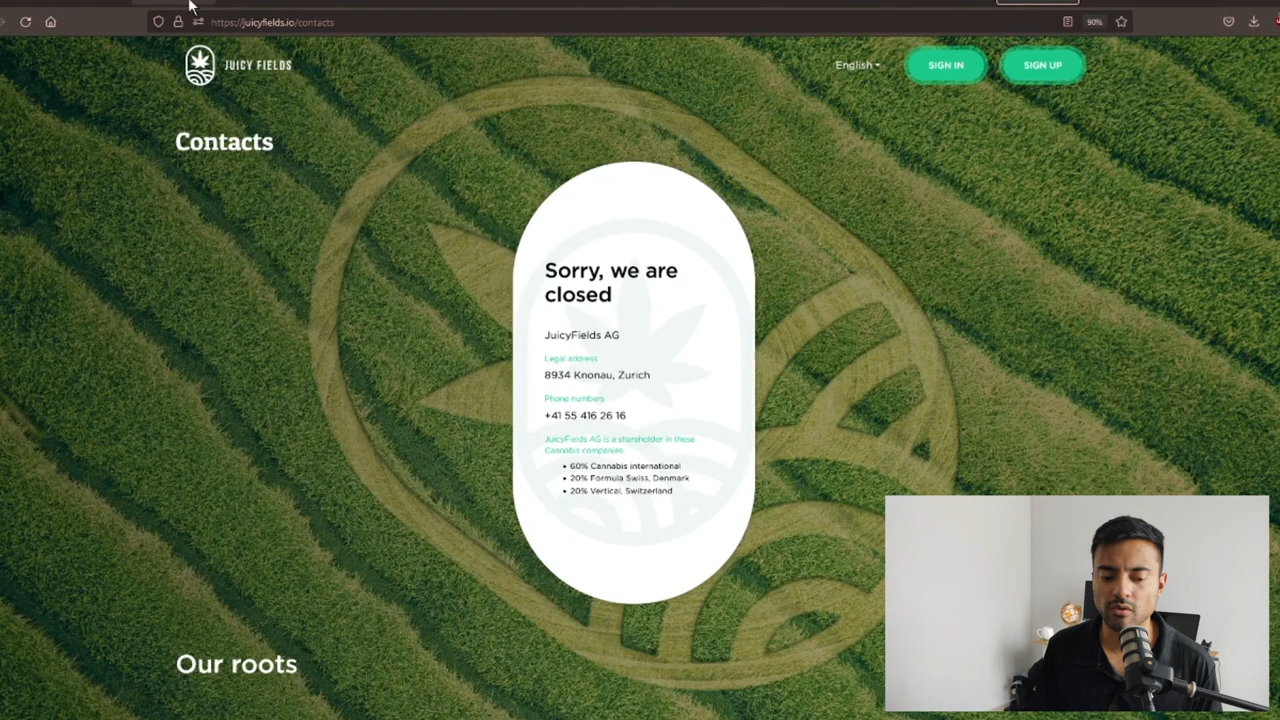 https://juicyfields.io/contacts
90%
JUICY FIELDS
English
SIGN IN
SIGN UP
Contacts
Sorry, we are
closed
JuicyFields AG
Legal address
8934 Knonau, Zurich
Phone numbers
+41 55 416 26 16
JuicyFields AG is a shareholder in these
Cannabis companies:
• 60% Cannabis international
• 20% Formula Swiss, Denmark
• 20% Vertical, Switzerland
Our roots